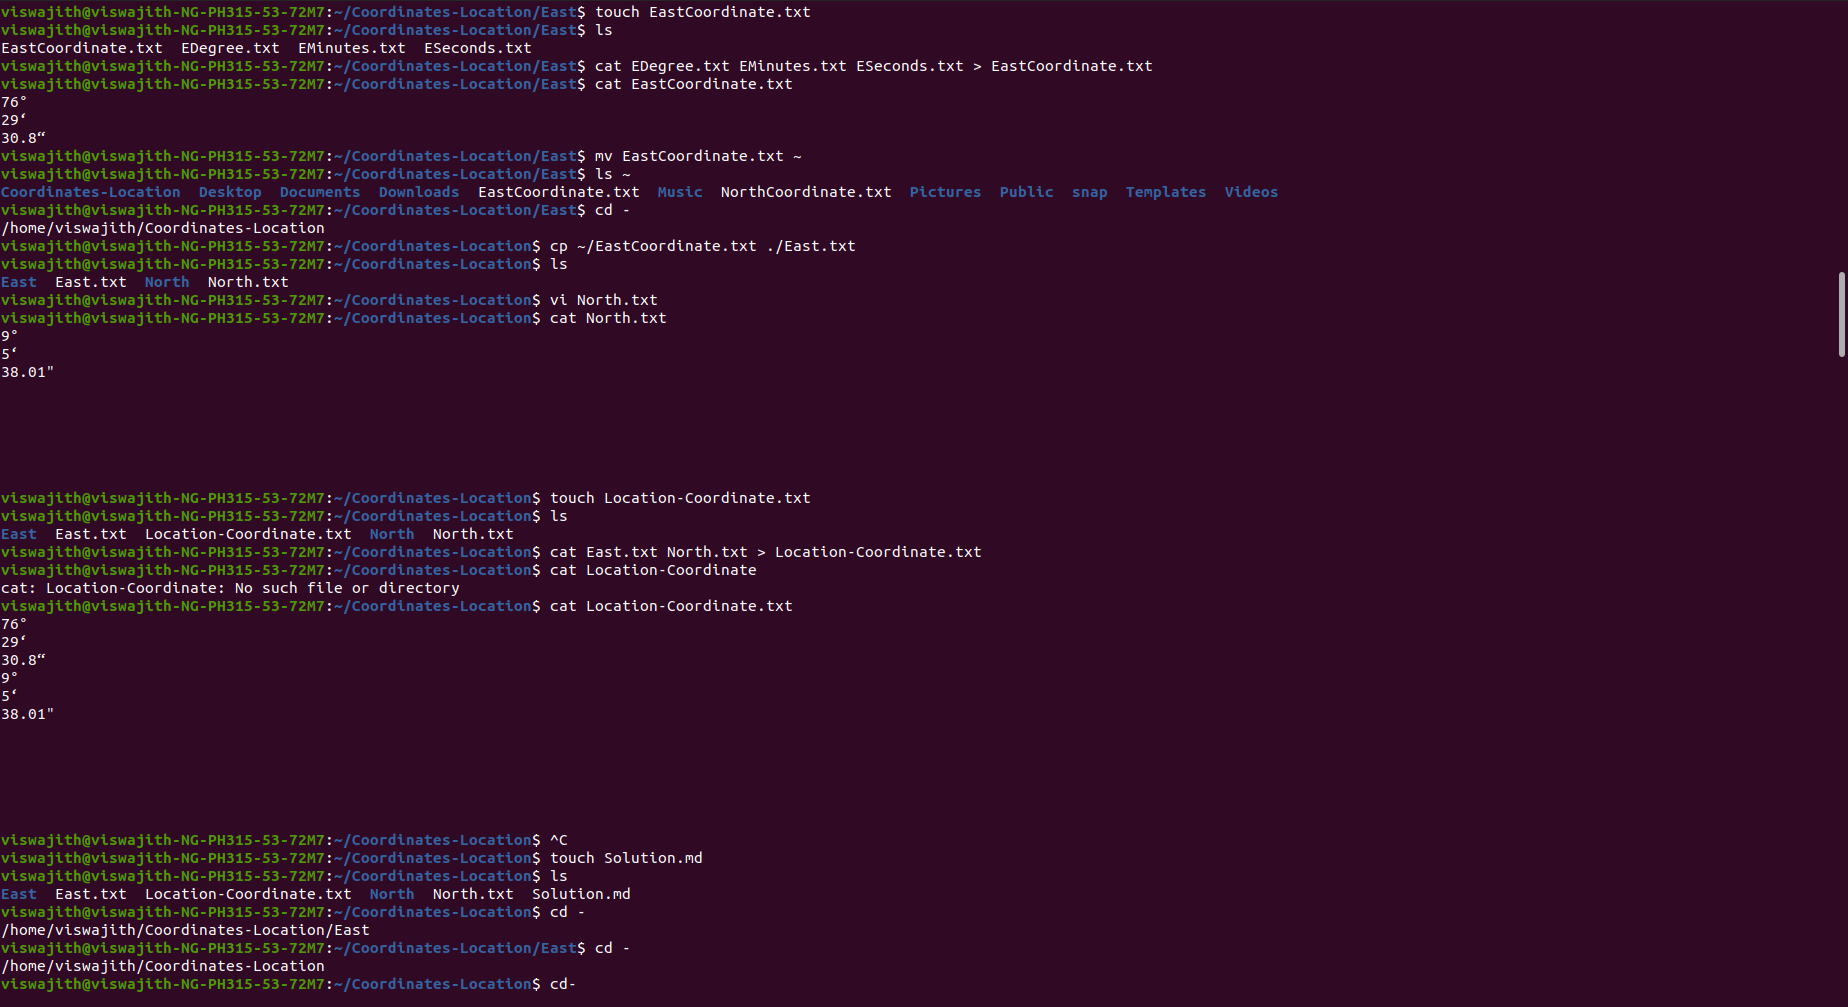 viswajith@viswajith-NG-PH315-53-72M7:~/Coordinates-Location/East$ touch EastCoordinate.txt
viswajith@viswajith-NG-PH315-53-72M7:~/Coordinates-Location/East$ ls
EastCoordinate.txt  EDegree.txt  EMinutes.txt  ESeconds.txt
viswajith@viswajith-NG-PH315-53-72M7:~/Coordinates-Location/East$ cat EDegree.txt EMinutes.txt ESeconds.txt > EastCoordinate.txt
viswajith@viswajith-NG-PH315-53-72M7:~/Coordinates-Location/East$ cat EastCoordinate.txt
76°
29‘
30.8“
viswajith@viswajith-NG-PH315-53-72M7:~/Coordinates-Location/East$ mv EastCoordinate.txt ~
viswajith@viswajith-NG-PH315-53-72M7:~/Coordinates-Location/East$ ls ~
Coordinates-Location  Desktop  Documents  Downloads  EastCoordinate.txt  Music  NorthCoordinate.txt  Pictures  Public  snap  Templates  Videos
viswajith@viswajith-NG-PH315-53-72M7:~/Coordinates-Location/East$ cd -
/home/viswajith/Coordinates-Location
viswajith@viswajith-NG-PH315-53-72M7:~/Coordinates-Location$ cp ~/EastCoordinate.txt ./East.txt
viswajith@viswajith-NG-PH315-53-72M7:~/Coordinates-Location$ ls
East  East.txt  North  North.txt
viswajith@viswajith-NG-PH315-53-72M7:~/Coordinates-Location$ vi North.txt
viswajith@viswajith-NG-PH315-53-72M7:~/Coordinates-Location$ cat North.txt
9°
5‘
38.01"
viswajith@viswajith-NG-PH315-53-72M7:~/Coordinates-Location$ touch Location-Coordinate.txt
viswajith@viswajith-NG-PH315-53-72M7:~/Coordinates-Location$ ls
East  East.txt  Location-Coordinate.txt  North  North.txt
viswajith@viswajith-NG-PH315-53-72M7:~/Coordinates-Location$ cat East.txt North.txt > Location-Coordinate.txt
viswajith@viswajith-NG-PH315-53-72M7:~/Coordinates-Location$ cat Location-Coordinate
cat: Location-Coordinate: No such file or directory
viswajith@viswajith-NG-PH315-53-72M7:~/Coordinates-Location$ cat Location-Coordinate.txt
76°
29‘
30.8“
9°
5‘
38.01"
viswajith@viswajith-NG-PH315-53-72M7:~/Coordinates-Location$ ^C
viswajith@viswajith-NG-PH315-53-72M7:~/Coordinates-Location$ touch Solution.md
viswajith@viswajith-NG-PH315-53-72M7:~/Coordinates-Location$ ls
East  East.txt  Location-Coordinate.txt  North  North.txt  Solution.md
viswajith@viswajith-NG-PH315-53-72M7:~/Coordinates-Location$ cd -
/home/viswajith/Coordinates-Location/East
viswajith@viswajith-NG-PH315-53-72M7:~/Coordinates-Location/East$ cd -
/home/viswajith/Coordinates-Location
viswajith@viswajith-NG-PH315-53-72M7:~/Coordinates-Location$ cd-